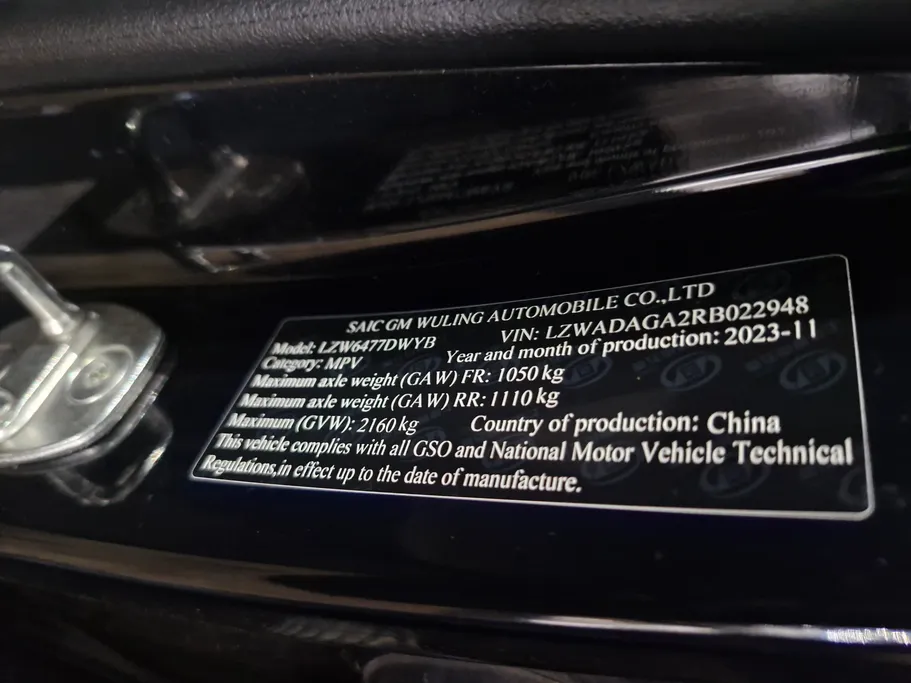 SAIC GM WULING AUTOMOBILE CO.,LTD
Model: LZW6477DWYB VIN: LZWADAGA2RB022948
Category: MPV Year and month of production: 2023-11
Maximum axle weight (GAW) FR: 1050 kg
Maximum axle weight (GAW) RR: 1110 kg
Maximum (GVW): 2160 kg Country of production: China
This vehicle complies with all GSO and National Motor Vehicle Technical
Regulations,in effect up to the date of manufacture.